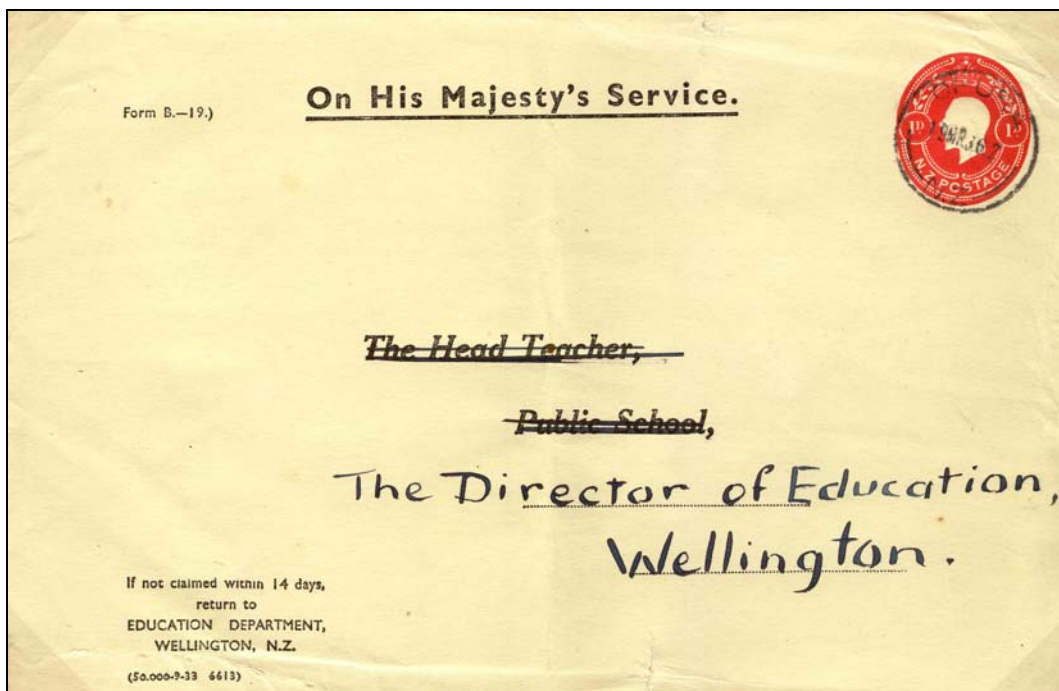 On His Majesty's Service.
Form B.—19.)
1D 1D
N.Z. POSTAGE
The Head Teacher,
Public School,
The Director of Education,
Wellington.
If not claimed within 14 days,
return to
EDUCATION DEPARTMENT,
WELLINGTON, N.Z.
(50.000-9-33 6613)